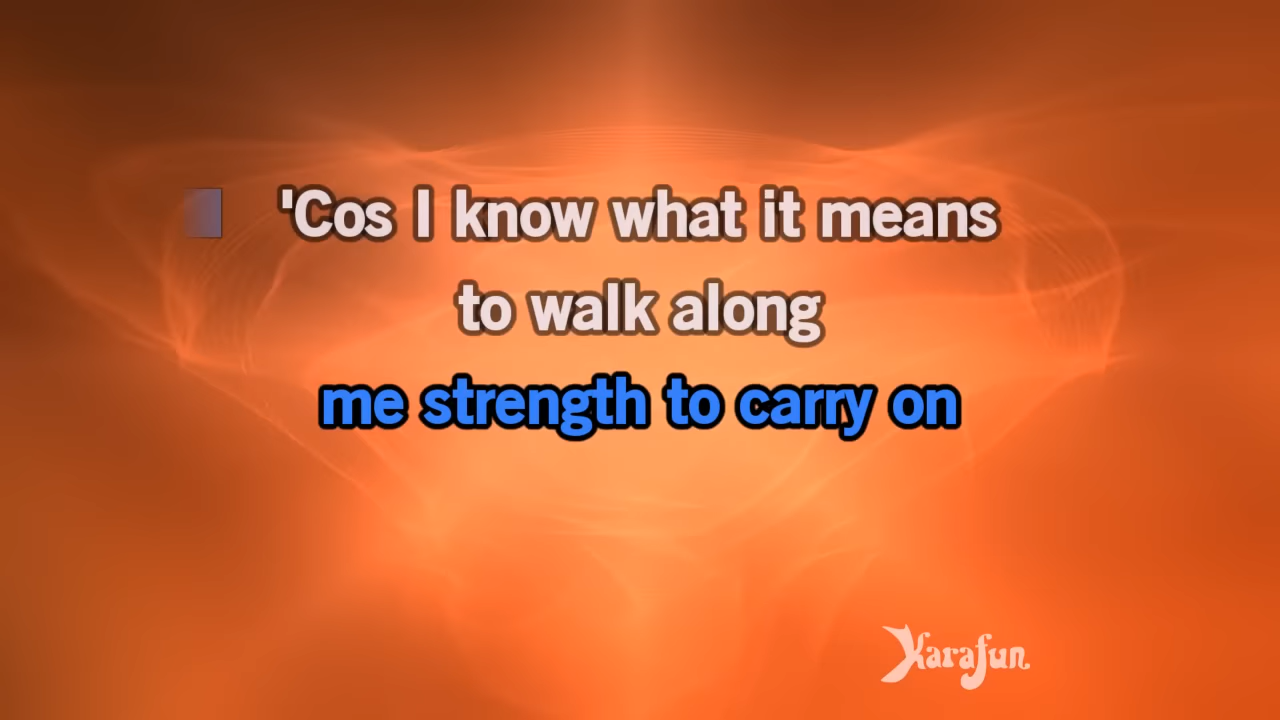 'Cos I know what it means
to walk along
me strength to carry on
Karafun